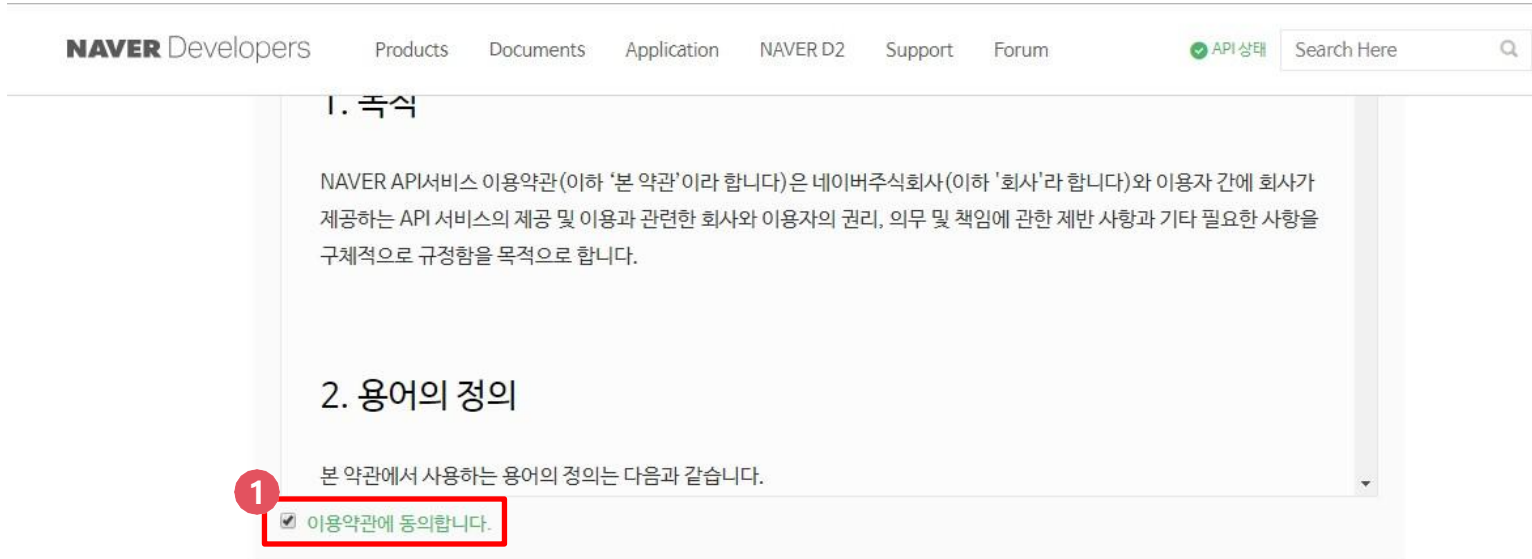 NAVER Developers Products Documents Application NAVER D2 Support Forum API 상태 Search Here
1. 목적
NAVER API서비스 이용약관(이하 ‘본 약관’이라 합니다)은 네이버주식회사(이하 '회사'라 합니다)와 이용자 간에 회사가
제공하는 API 서비스의 제공 및 이용과 관련한 회사와 이용자의 권리, 의무 및 책임에 관한 제반 사항과 기타 필요한 사항을
구체적으로 규정함을 목적으로 합니다.
2. 용어의 정의
본 약관에서 사용하는 용어의 정의는 다음과 같습니다.
1
이용약관에 동의합니다.